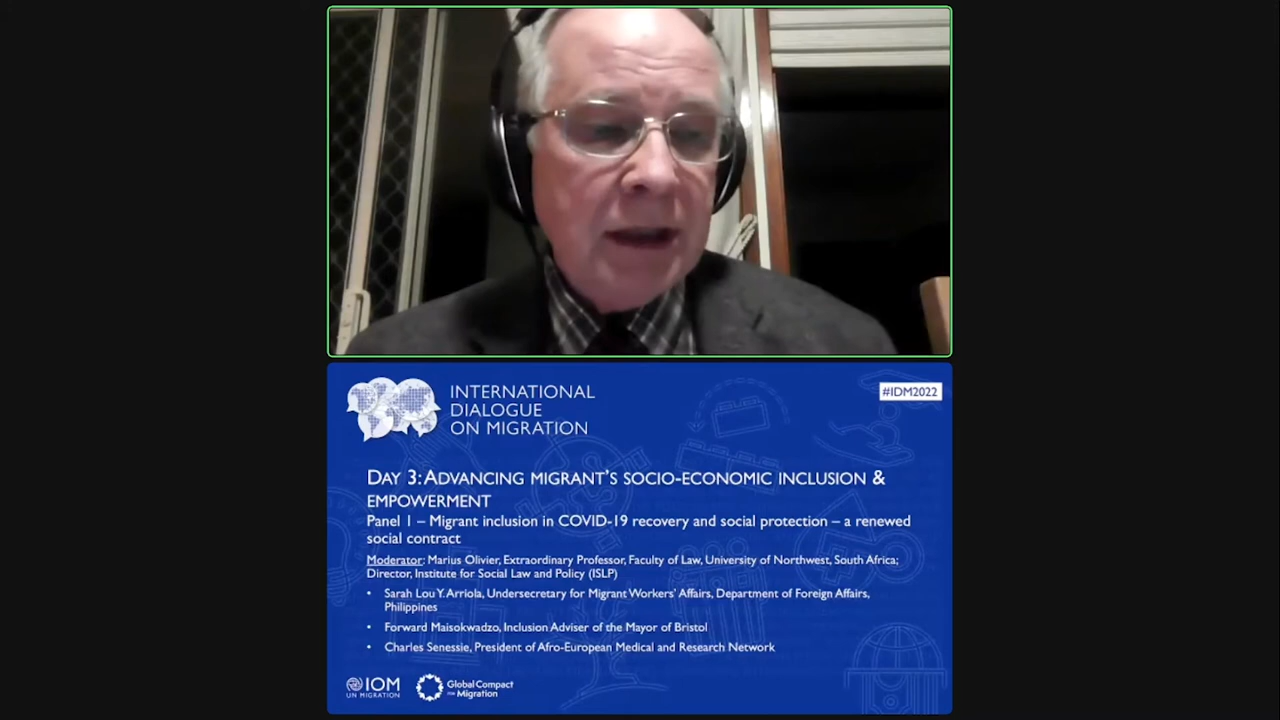 INTERNATIONAL
DIALOGUE
ON MIGRATION
#IDM2022
DAY 3: ADVANCING MIGRANT'S SOCIO-ECONOMIC INCLUSION &
EMPOWERMENT
Panel 1 – Migrant inclusion in COVID-19 recovery and social protection – a renewed
social contract
Moderator: Marius Olivier, Extraordinary Professor, Faculty of Law, University of Northwest, South Africa;
Director, Institute for Social Law and Policy (ISLP)
• Sarah Lou Y. Arriola, Undersecretary for Migrant Workers' Affairs, Department of Foreign Affairs,
Philippines
• Forward Maisokwadzo, Inclusion Adviser of the Mayor of Bristol
• Charles Senessie, President of Afro-European Medical and Research Network
IOM
UN MIGRATION
Global Compact
FOR Migration